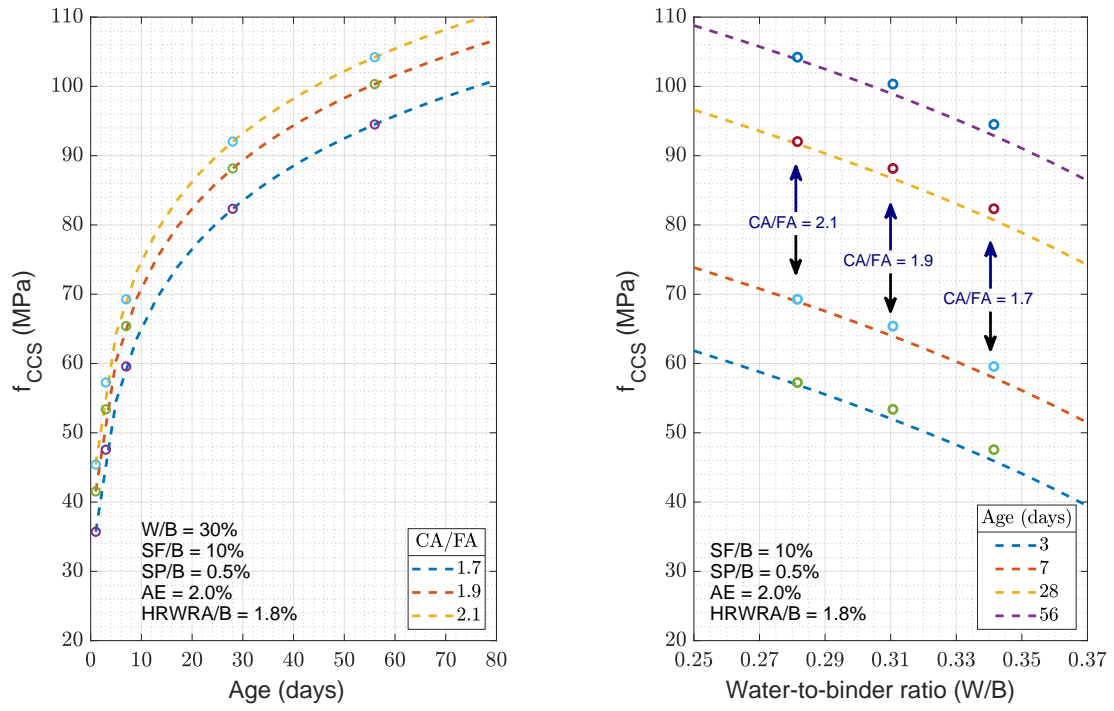 110
100
90
80
70
60
50
40
30
20
f_CCS (MPa)
W/B = 30%
SF/B = 10%
SP/B = 0.5%
AE = 2.0%
HRWRA/B = 1.8%
CA/FA
1.7
1.9
2.1
0 10 20 30 40 50 60 70 80
Age (days)
110
100
90
80
70
60
50
40
30
20
f_CCS (MPa)
CA/FA = 2.1
CA/FA = 1.9
CA/FA = 1.7
SF/B = 10%
SP/B = 0.5%
AE = 2.0%
HRWRA/B = 1.8%
Age (days)
3
7
28
56
0.25 0.27 0.29 0.31 0.33 0.35 0.37
Water-to-binder ratio (W/B)